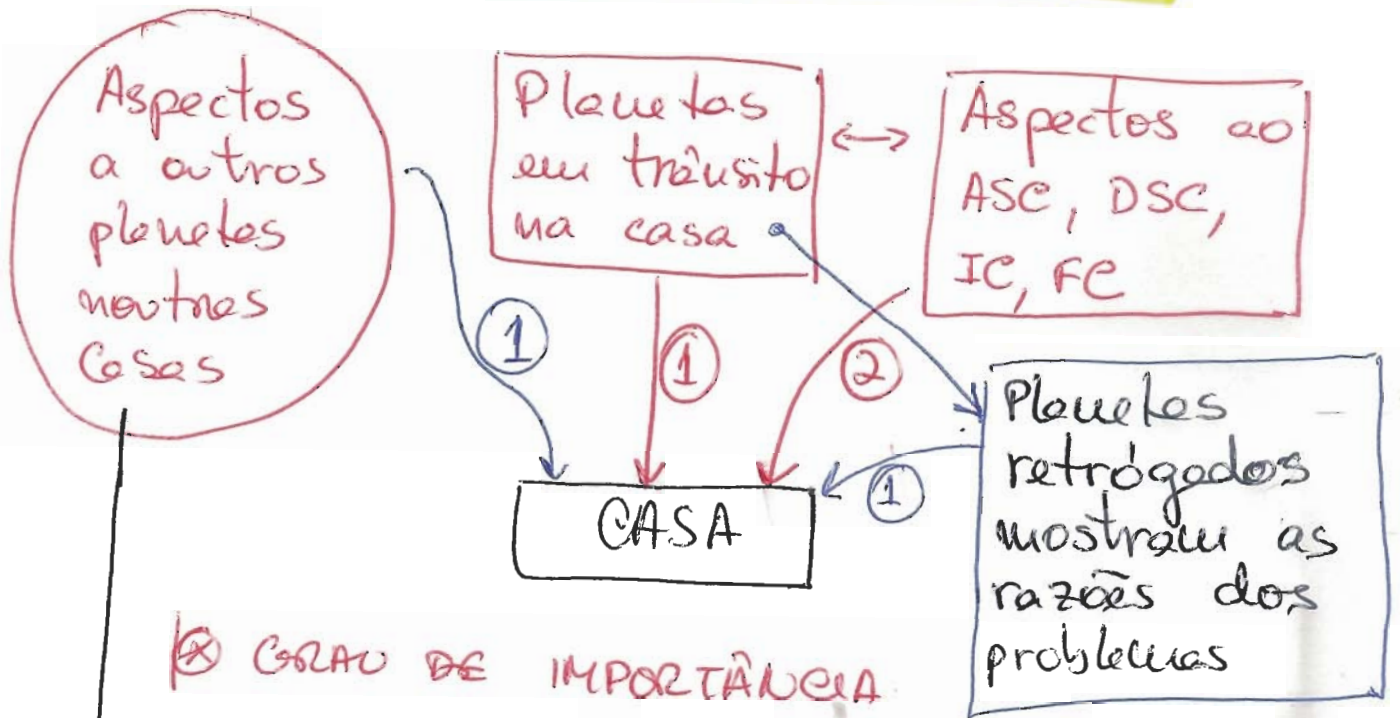 Aspectos
a outros
planetas
noutras
Casas
Planetas
em trânsito
na casa
↔
Aspectos ao
ASC, DSC,
IC, FC
1
1
2
1
CASA
Planetas
retrógados
mostram as
razões dos
problemas
⊗ GRAU DE IMPORTÂNCIA